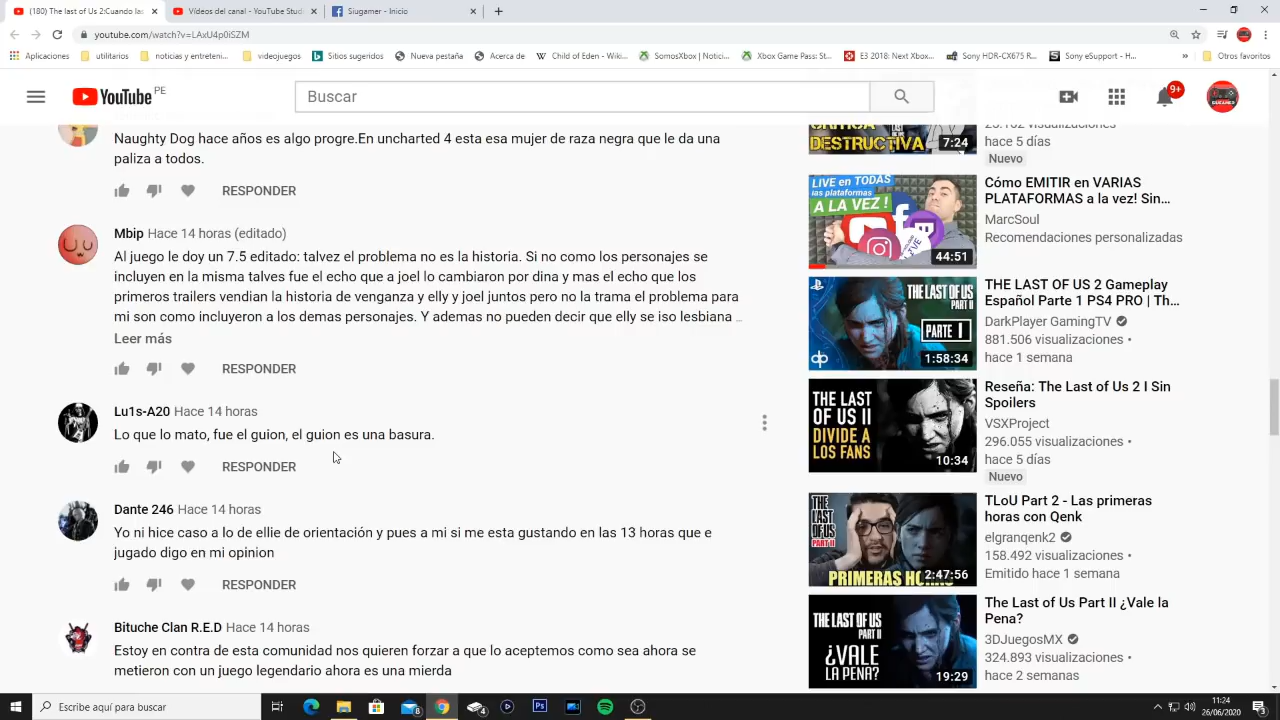 (180) The last of Us 2:Cuando las
Vídeos del canal - YouTube Studi
Sugamer - Inicio
youtube.com/watch?v=LAxU4p0iSZM
Aplicaciones
utilitarios
noticias y entreteni...
videojuegos
Sitios sugeridos
Nueva pestaña
Acerca de
Child of Eden - Wiki...
SomosXbox | Notici...
Xbox Game Pass: St...
E3 2018: Next Xbox...
Sony HDR-CX675 R...
Sony eSupport - H...
»
Otros favoritos
YouTube PE
Buscar
9+
Naughty Dog hace años es algo progre.En uncharted 4 esta esa mujer de raza negra que le da una
paliza a todos.
RESPONDER
Mbip Hace 14 horas (editado)
Al juego le doy un 7.5 editado: talvez el problema no es la historia. Si no como los personajes se
incluyen en la misma talves fue el echo que a joel lo cambiaron por dina y mas el echo que los
primeros trailers vendian la historia de venganza y elly y joel juntos pero no la trama el problema para
mi son como incluyeron a los demas personajes. Y ademas no pueden decir que elly se iso lesbiana ...
Leer más
RESPONDER
Lu1s-A20 Hace 14 horas
Lo que lo mato, fue el guion, el guion es una basura.
RESPONDER
Dante 246 Hace 14 horas
Yo ni hice caso a lo de ellie de orientación y pues a mi si me esta gustando en las 13 horas que e
jugado digo en mi opinion
RESPONDER
Bituche Clan R.E.D Hace 14 horas
Estoy en contra de esta comunidad nos quieren forzar a que lo aceptemos como sea ahora se
metieron con un juego legendario ahora es una mierda
CRÍTICA
DESTRUCTIVA
7:24
hace 5 días
Nuevo
LIVE en TODAS
las plataformas
A LA VEZ !
44:51
Cómo EMITIR en VARIAS
PLATAFORMAS a la vez! Sin...
MarcSoul
Recomendaciones personalizadas
THE LAST OF US
PART II
PARTE I
dp
1:58:34
THE LAST OF US 2 Gameplay
Español Parte 1 PS4 PRO | Th...
DarkPlayer GamingTV
881.506 visualizaciones •
hace 1 semana
THE LAST
OF US II
DIVIDE A
LOS FANS
10:34
Reseña: The Last of Us 2 I Sin
Spoilers
VSXProject
296.055 visualizaciones •
hace 5 días
Nuevo
THE
LAST
OF US
PART II
PRIMERAS HORAS
2:47:56
TLoU Part 2 - Las primeras
horas con Qenk
elgranqenk2
158.492 visualizaciones •
Emitido hace 1 semana
THE LAST OF US
PART II
¿VALE
LA PENA?
19:29
The Last of Us Part II ¿Vale la
Pena?
3DJuegosMX
324.893 visualizaciones •
hace 2 semanas
Escribe aquí para buscar
11:24
26/06/2020